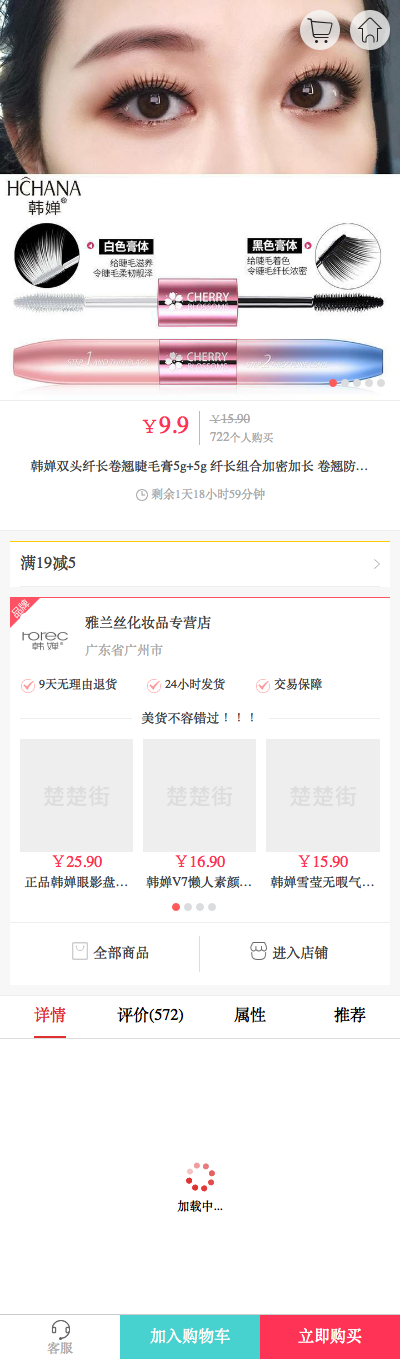 HCHANA
韩婵®
白色膏体
给睫毛滋养
令睫毛柔韧靓泽
黑色膏体
给睫毛着色
令睫毛纤长浓密
CHERRY
BLOSSOMS
STEP 1
CHERRY
BLOSSOMS
2
¥9.9
¥15.90
722个人购买
韩婵双头纤长卷翘睫毛膏5g+5g 纤长组合加密加长 卷翘防...
剩余1天18小时59分钟
满19减5
品牌
Horec
韩婵
雅兰丝化妆品专营店
广东省广州市
9天无理由退货
24小时发货
交易保障
美货不容错过！！！
楚楚街
楚楚街
楚楚街
¥25.90
¥16.90
¥15.90
正品韩婵眼影盘...
韩婵V7懒人素颜...
韩婵雪莹无暇气...
全部商品
进入店铺
详情
评价(572)
属性
推荐
加载中...
客服
加入购物车
立即购买